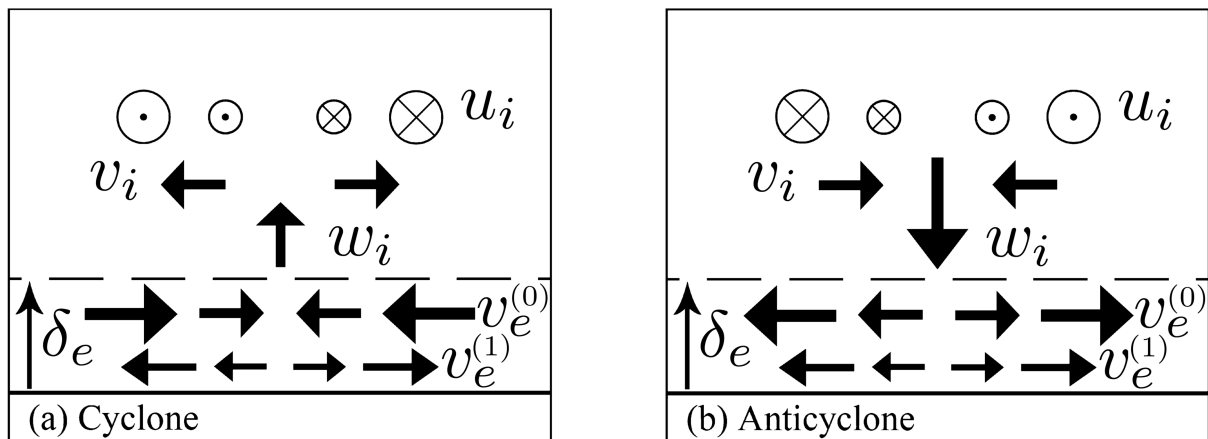 u_i
v_i
w_i
v_e^{(0)}
δ_e
v_e^{(1)}
(a) Cyclone
u_i
v_i
w_i
v_e^{(0)}
δ_e
v_e^{(1)}
(b) Anticyclone